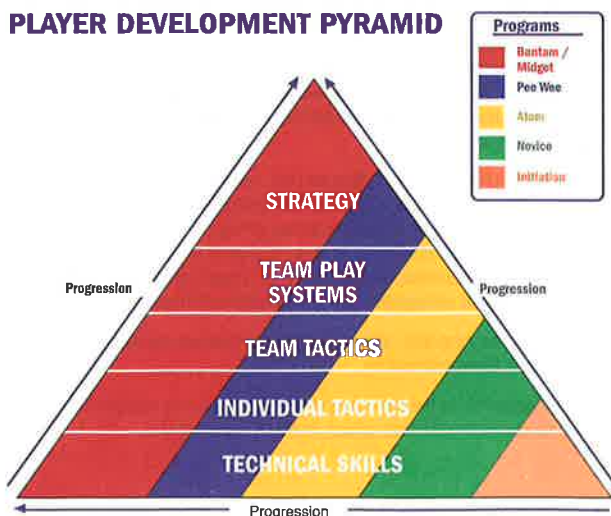 PLAYER DEVELOPMENT PYRAMID
Programs
Bantam /
Midget
Pee Wee
Atom
Novice
Initiation
STRATEGY
TEAM PLAY
SYSTEMS
Progression
Progression
TEAM TACTICS
INDIVIDUAL TACTICS
TECHNICAL SKILLS
Progression